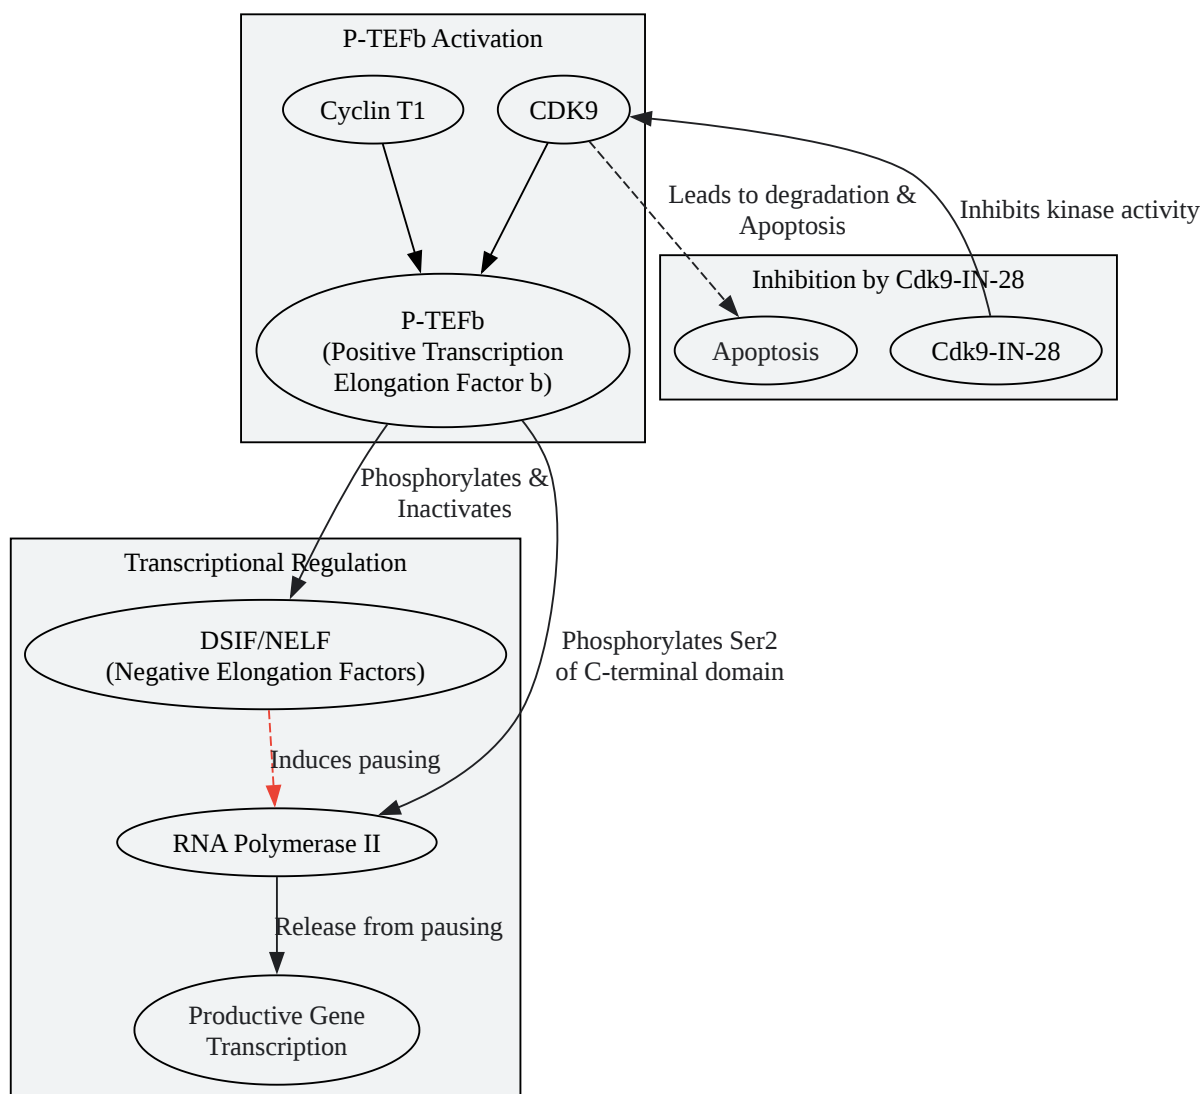 P-TEFb Activation
Cyclin T1
CDK9
Leads to degradation &
Apoptosis
Inhibits kinase activity
Inhibition by Cdk9-IN-28
P-TEFb
(Positive Transcription
Elongation Factor b)
Apoptosis
Cdk9-IN-28
Phosphorylates &
Inactivates
Transcriptional Regulation
DSIF/NELF
(Negative Elongation Factors)
Phosphorylates Ser2
of C-terminal domain
Induces pausing
RNA Polymerase II
Release from pausing
Productive Gene
Transcription